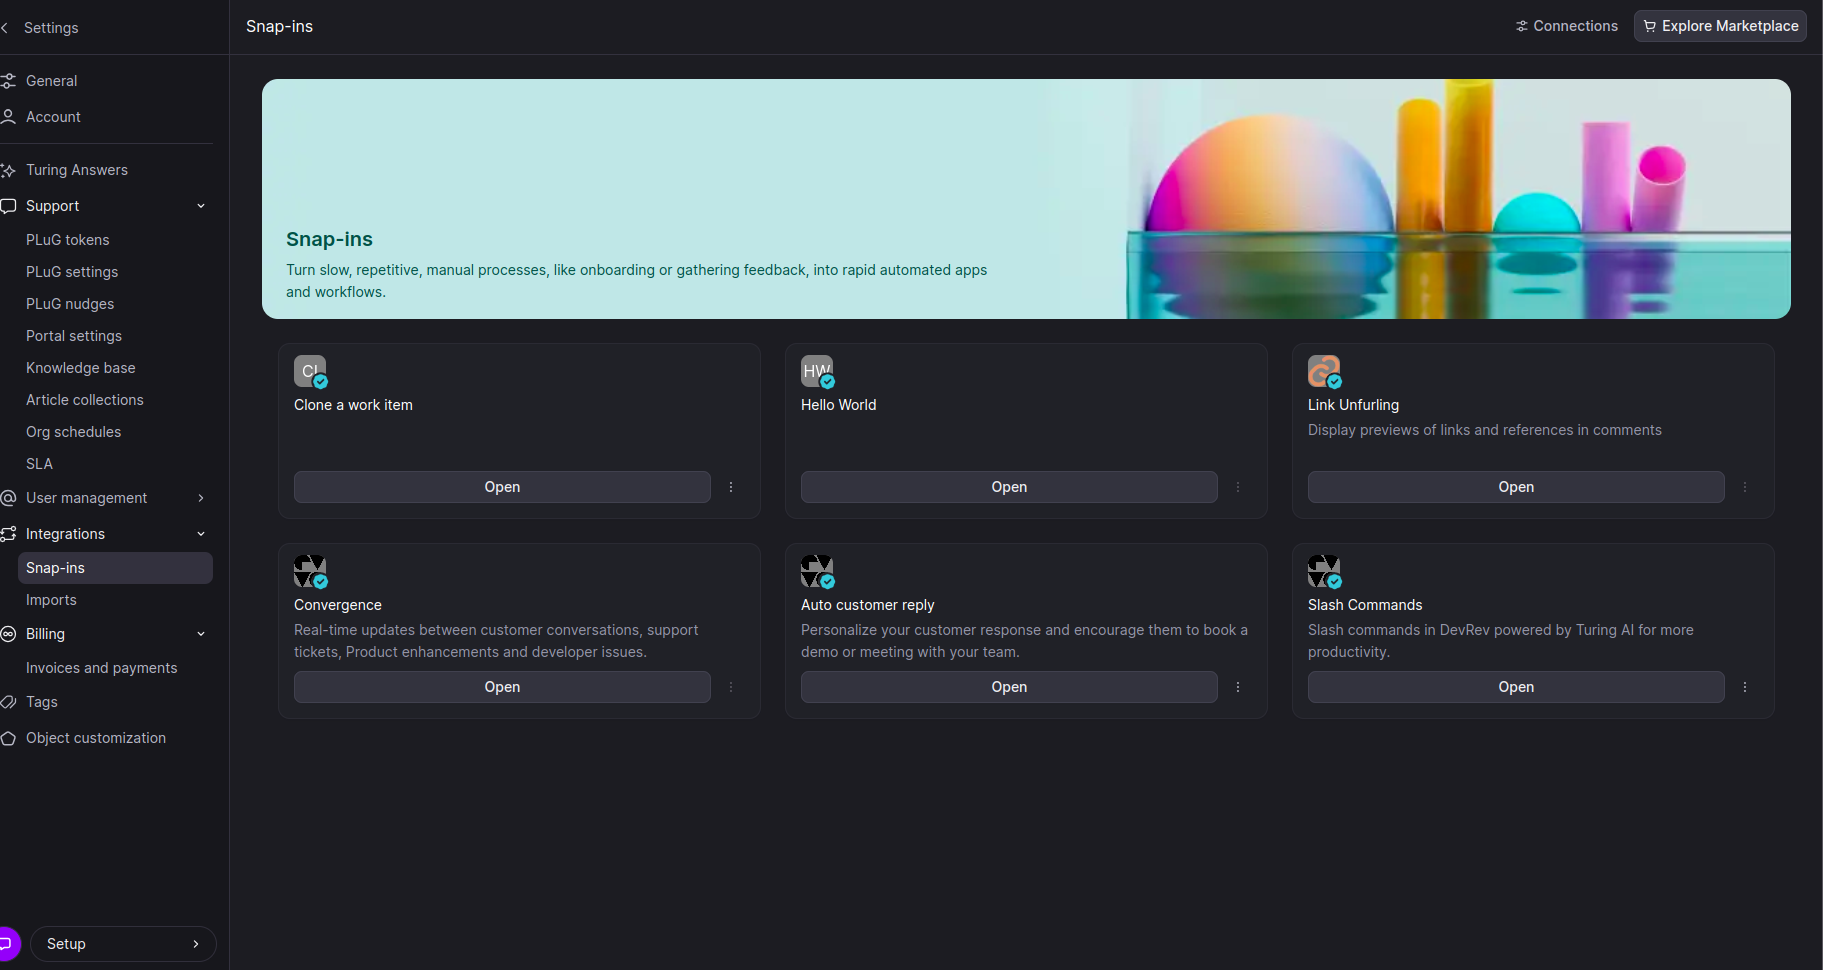 Settings
Snap-ins
Connections
Explore Marketplace
General
Account
Turing Answers
Support
PLuG tokens
PLuG settings
PLuG nudges
Portal settings
Knowledge base
Article collections
Org schedules
SLA
User management
Integrations
Snap-ins
Imports
Billing
Invoices and payments
Tags
Object customization
Setup
Snap-ins
Turn slow, repetitive, manual processes, like onboarding or gathering feedback, into rapid automated apps
and workflows.
Clone a work item
Open
HW
Hello World
Open
Link Unfurling
Display previews of links and references in comments
Open
Convergence
Real-time updates between customer conversations, support
tickets, Product enhancements and developer issues.
Open
Auto customer reply
Personalize your customer response and encourage them to book a
demo or meeting with your team.
Open
Slash Commands
Slash commands in DevRev powered by Turing AI for more
productivity.
Open